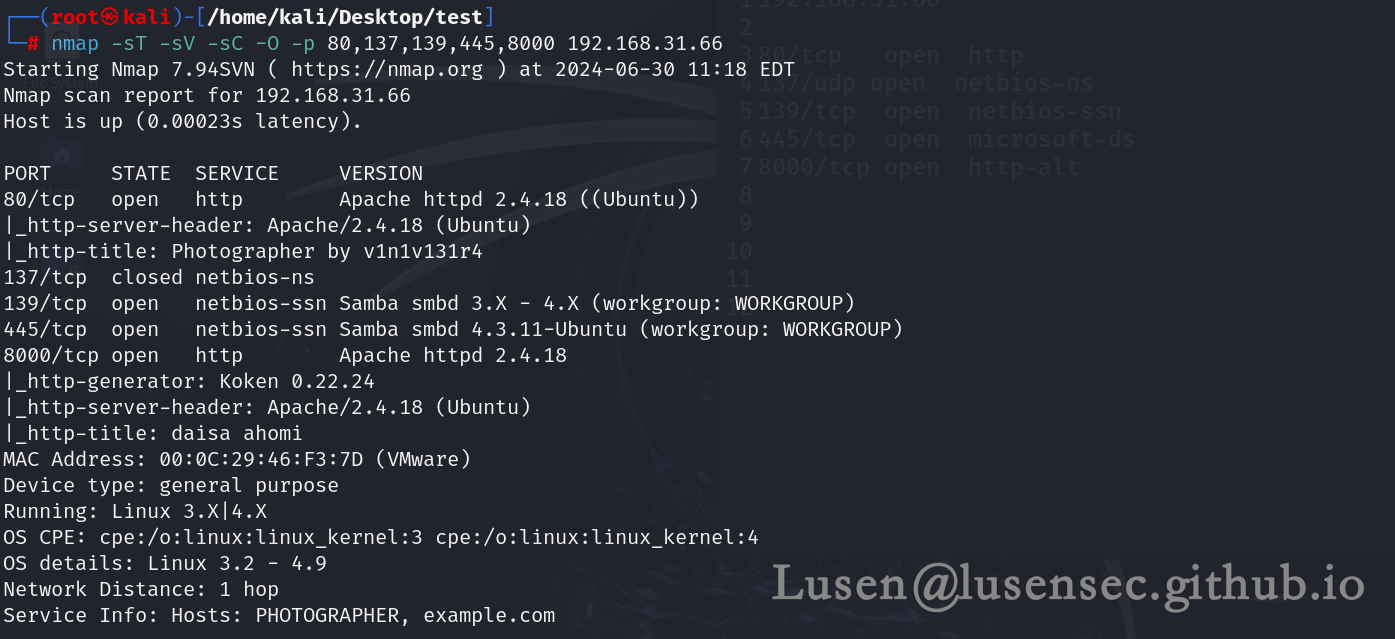 ┌──(root㉿kali)-[/home/kali/Desktop/test]
└─# nmap -sT -sV -sC -O -p 80,137,139,445,8000 192.168.31.66
Starting Nmap 7.94SVN ( https://nmap.org ) at 2024-06-30 11:18 EDT
Nmap scan report for 192.168.31.66
Host is up (0.00023s latency).
PORT     STATE  SERVICE     VERSION
80/tcp   open   http        Apache httpd 2.4.18 ((Ubuntu))
|_http-server-header: Apache/2.4.18 (Ubuntu)
|_http-title: Photographer by v1n1v131r4
137/tcp  closed netbios-ns
139/tcp  open   netbios-ssn Samba smbd 3.X - 4.X (workgroup: WORKGROUP)
445/tcp  open   netbios-ssn Samba smbd 4.3.11-Ubuntu (workgroup: WORKGROUP)
8000/tcp open   http        Apache httpd 2.4.18
|_http-generator: Koken 0.22.24
|_http-server-header: Apache/2.4.18 (Ubuntu)
|_http-title: daisa ahomi
MAC Address: 00:0C:29:46:F3:7D (VMware)
Device type: general purpose
Running: Linux 3.X|4.X
OS CPE: cpe:/o:linux:linux_kernel:3 cpe:/o:linux:linux_kernel:4
OS details: Linux 3.2 - 4.9
Network Distance: 1 hop
Service Info: Hosts: PHOTOGRAPHER, example.com
1 192.168.31.66
2
3 80/tcp   open  http
4 137/udp open  netbios-ns
5 139/tcp  open  netbios-ssn
6 445/tcp  open  microsoft-ds
7 8000/tcp open  http-alt
8
9
10
11
Lusen@lusensec.github.io